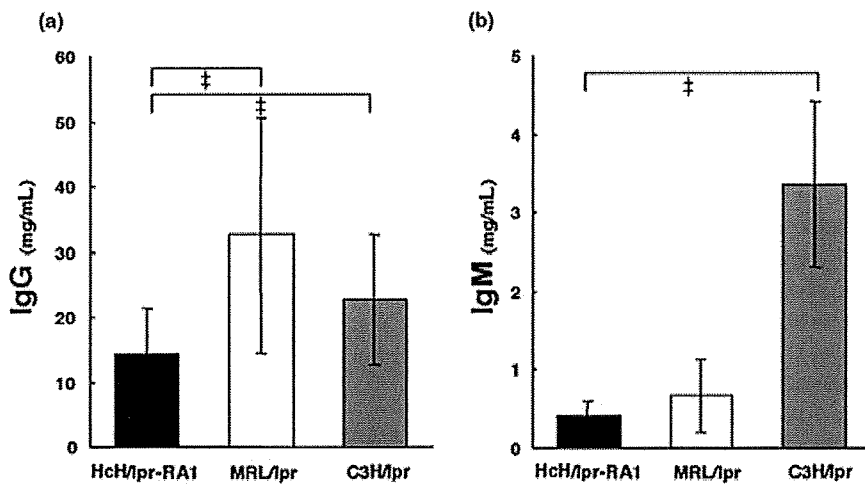 (a)
60
50
40
30
20
10
0
IgG (mg/mL)
‡
‡
HcH/lpr-RA1 MRL/lpr C3H/lpr
(b)
5
4
3
2
1
0
IgM (mg/mL)
‡
HcH/lpr-RA1 MRL/lpr C3H/lpr